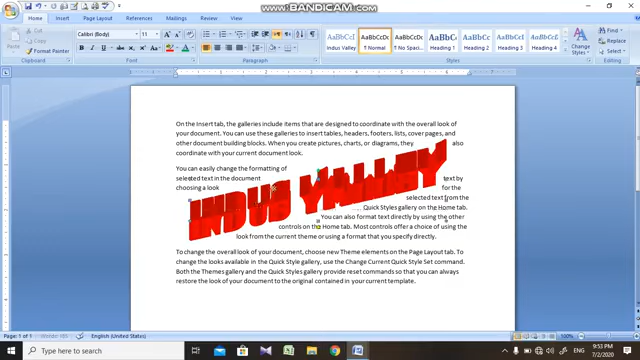 www.BANDICAM.com
Home Insert Page Layout References Mailings Review View
Cut
Copy
Paste Format Painter
Calibri (Body) 11
AaBbCcDc AaBbCcDc AaBbCcDc AaBbC AaBbCc AaBbCc AaBbCcI
Indus Valley ¶ Normal ¶ No Spaci... Heading 1 Heading 2 Heading 3 Heading 4
Change Styles
Find
Replace
Select
Clipboard Font Paragraph Styles Editing
On the Insert tab, the galleries include items that are designed to coordinate with the overall look of
your document. You can use these galleries to insert tables, headers, footers, lists, cover pages, and
other document building blocks. When you create pictures, charts, or diagrams, they also
coordinate with your current document look.
You can easily change the formatting of
selected text in the document text by
choosing a look for the
selected text from the
Quick Styles gallery on the Home tab.
You can also format text directly by using the other
controls on the Home tab. Most controls offer a choice of using the
look from the current theme or using a format that you specify directly.
INDUS VALLEY
To change the overall look of your document, choose new Theme elements on the Page Layout tab. To
change the looks available in the Quick Style gallery, use the Change Current Quick Style Set command.
Both the Themes gallery and the Quick Styles gallery provide reset commands so that you can always
restore the look of your document to the original contained in your current template.
Page: 1 of 1 English (United States) 100%
Type here to search
ENG
9:53 PM
7/2/2020